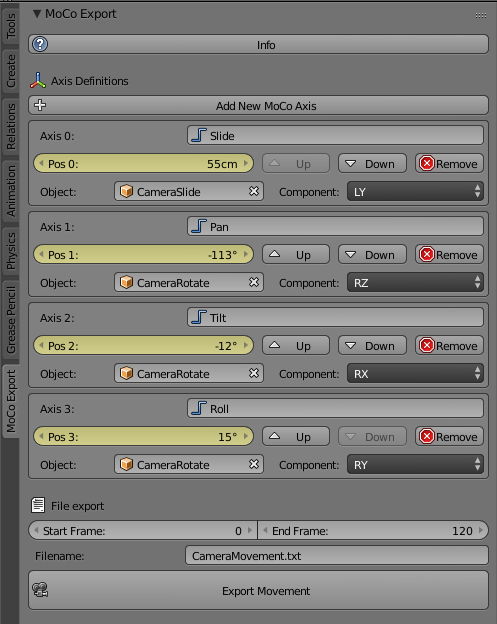 MoCo Export
Info
Axis Definitions
Add New MoCo Axis
Axis 0: Slide
Pos 0: 55cm Up Down Remove
Object: CameraSlide Component: LY
Axis 1: Pan
Pos 1: -113° Up Down Remove
Object: CameraRotate Component: RZ
Axis 2: Tilt
Pos 2: -12° Up Down Remove
Object: CameraRotate Component: RX
Axis 3: Roll
Pos 3: 15° Up Down Remove
Object: CameraRotate Component: RY
File export
Start Frame: 0 End Frame: 120
Filename: CameraMovement.txt
Export Movement
Tools
Create
Relations
Animation
Physics
Grease Pencil
MoCo Export